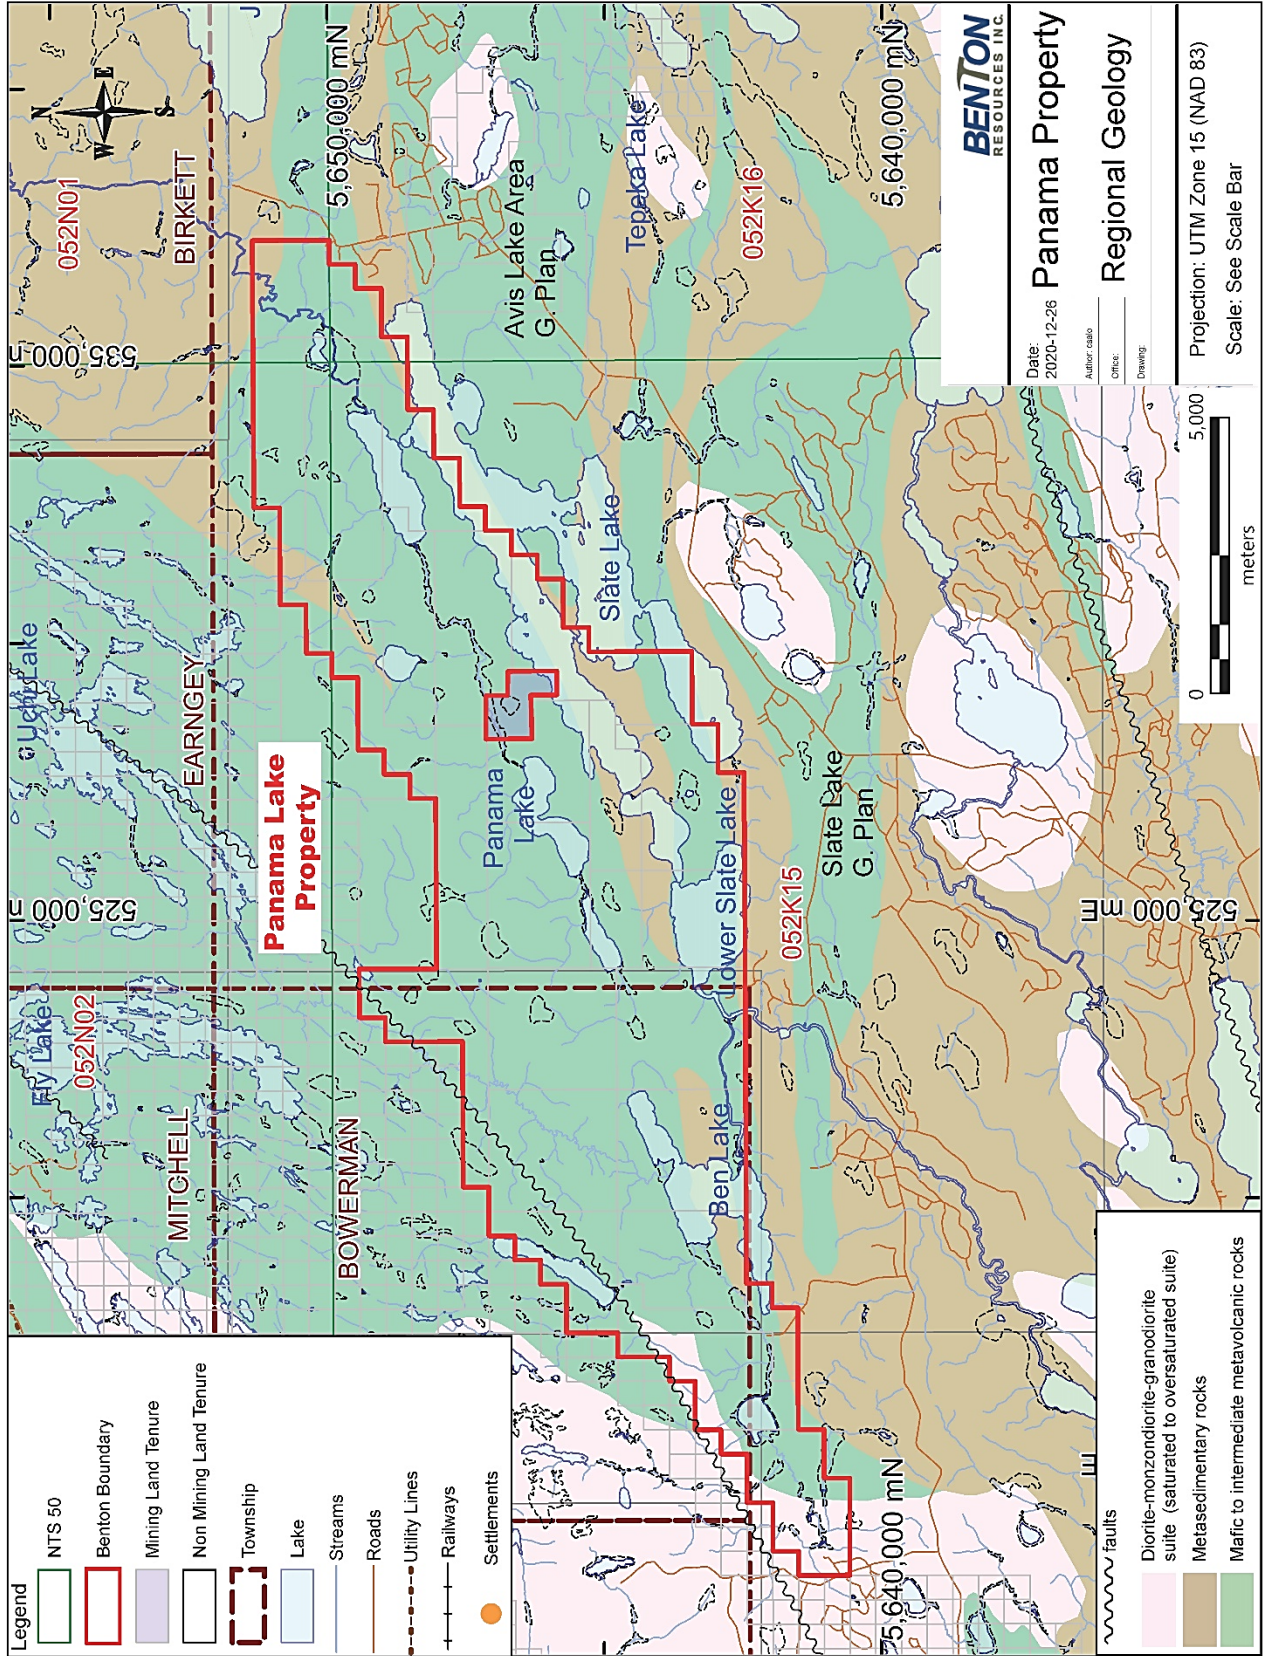 052N01
BIRKETT
N
W
E
S
535,000 m
EARNGEY
525,000 m
052N02
Fly Lake
MITCHELL
BOWERMAN
Panama Lake
Property
Panama
Lake
Slate Lake
Lower Slate Lake
Ben Lake
5,650,000 mN
Avis Lake Area
G. Plan
Tepeka Lake
052K16
5,640,000 mN
Slate Lake
G. Plan
052K15
525,000 mE
5,640,000 mN
BENTON
RESOURCES INC.
Date:
2020-12-26
Panama Property
Author: csalo
Office:
Drawing:
Regional Geology
Projection: UTM Zone 15 (NAD 83)
Scale: See Scale Bar
0
5,000
meters
Legend
NTS 50
Benton Boundary
Mining Land Tenure
Non Mining Land Tenure
Township
Lake
Streams
Roads
Utility Lines
Railways
Settlements
faults
Diorite-monzondiorite-granodiorite
suite (saturated to oversaturated suite)
Metasedimentary rocks
Mafic to intermediate metavolcanic rocks